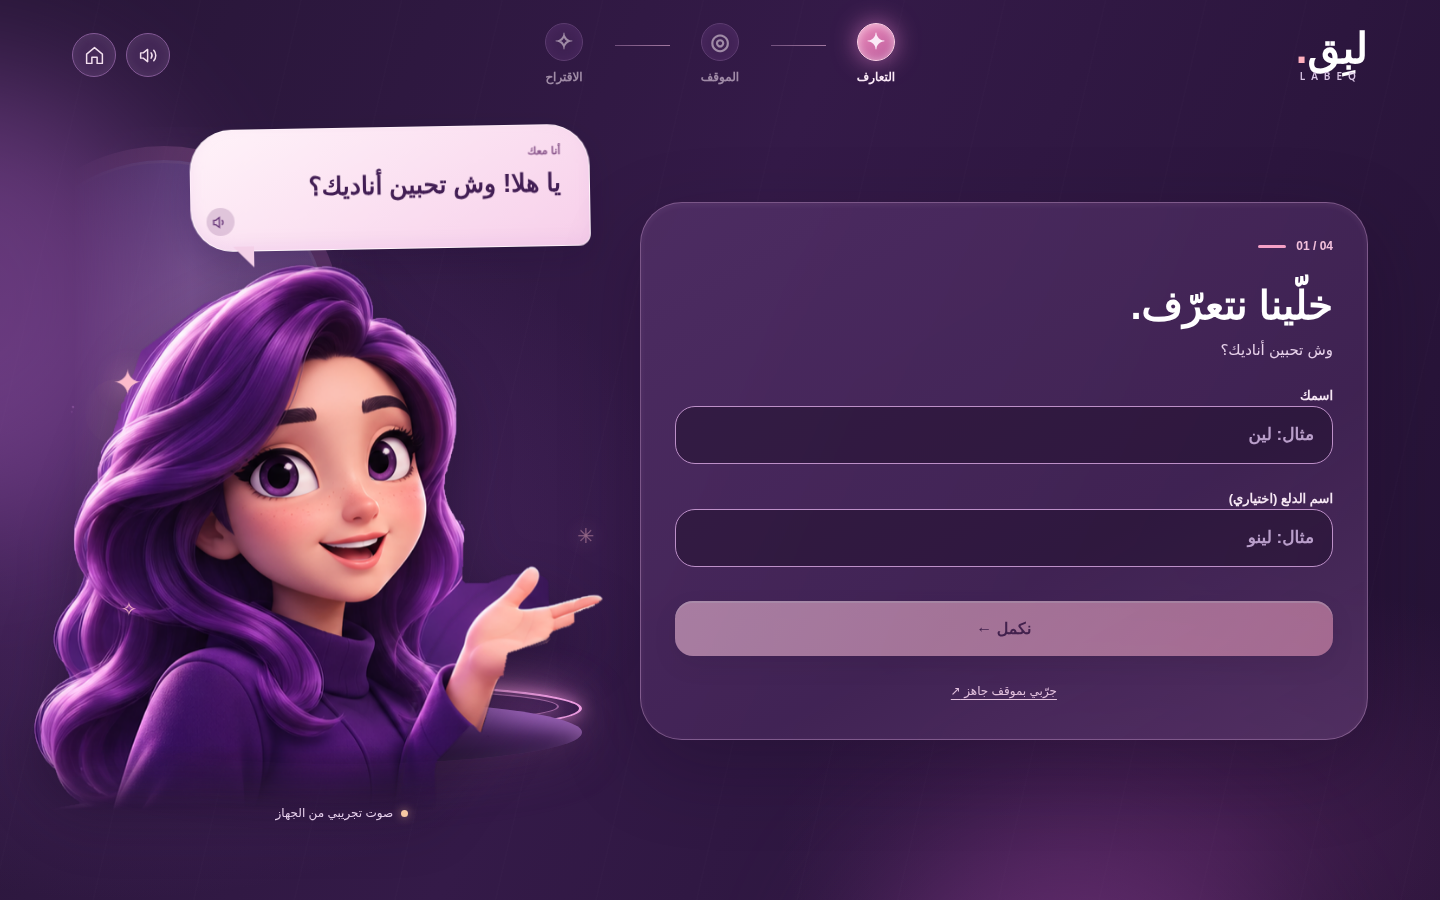 لبِق.
LABEQ
التعارف
الموقف
الاقتراح
أنا معك
يا هلا! وش تحبين أناديك؟
01 / 04
خلّينا نتعرّف.
وش تحبين أناديك؟
اسمك
مثال: لين
اسم الدلع (اختياري)
مثال: لينو
نكمل ←
جرّبي بموقف جاهز ↗
صوت تجريبي من الجهاز